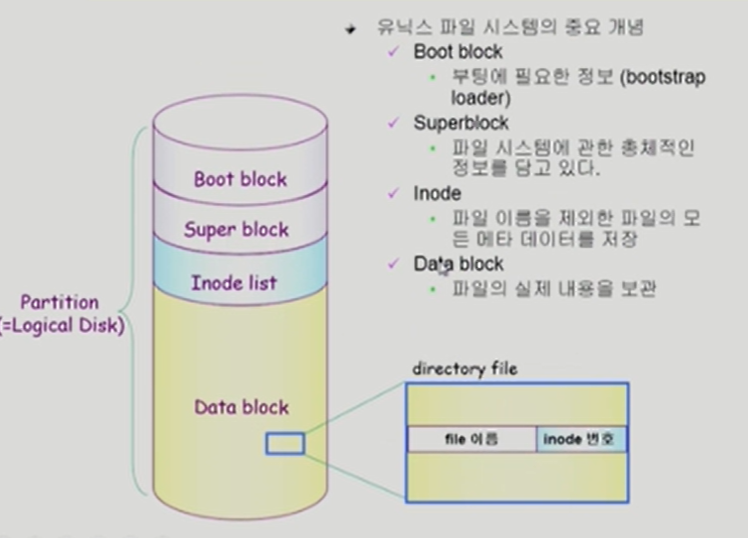 유닉스 파일 시스템의 중요 개념
Boot block
부팅에 필요한 정보 (bootstrap
loader)
Superblock
파일 시스템에 관한 총체적인
정보를 담고 있다.
Inode
파일 이름을 제외한 파일의 모
든 메타 데이터를 저장
Data block
파일의 실제 내용을 보관
Boot block
Super block
Inode list
Partition
(=Logical Disk)
Data block
directory file
file 이름
inode 번호